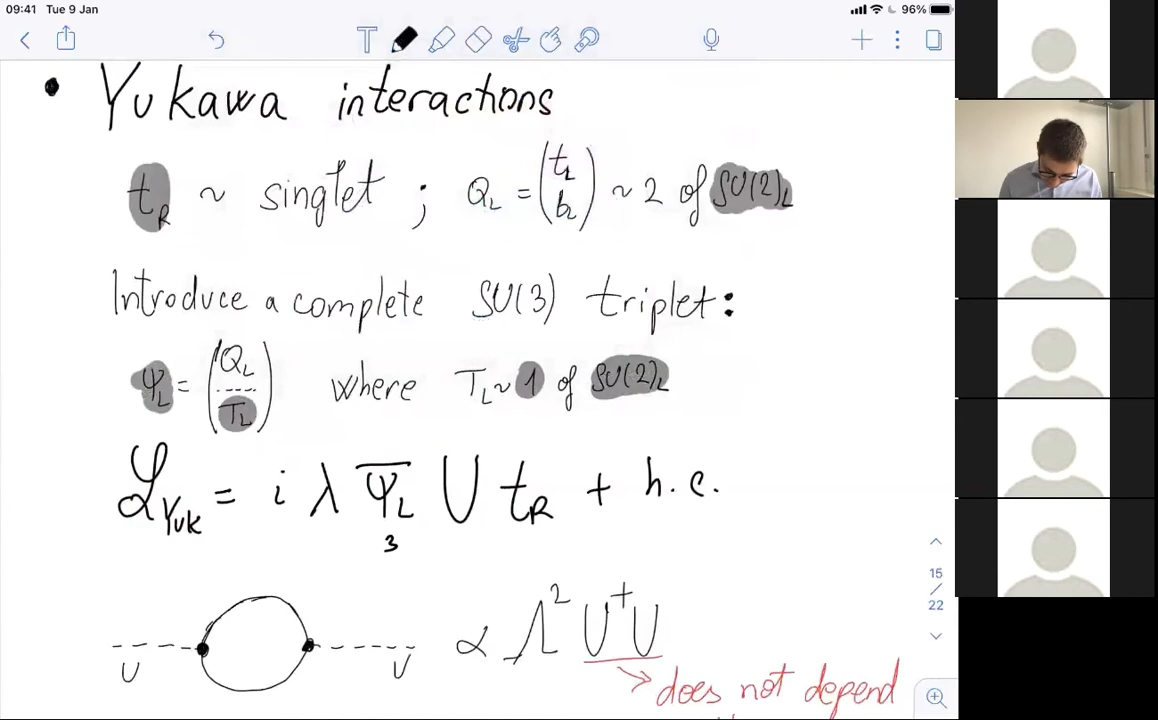 09:41 Tue 9 Jan 96%
• Yukawa interactions
t_R ~ singlet ; Q_L = (t_L b_L) ~ 2 of SU(2)_L
Introduce a complete SU(3) triplet:
Ψ_L = (Q_L T_L) where T_L ~ 1 of SU(2)_L
ℒ_Yuk = i λ Ψ̄_L U t_R + h.c.
3
U U ∝ Λ² U†U
→ does not depend
15
/
22